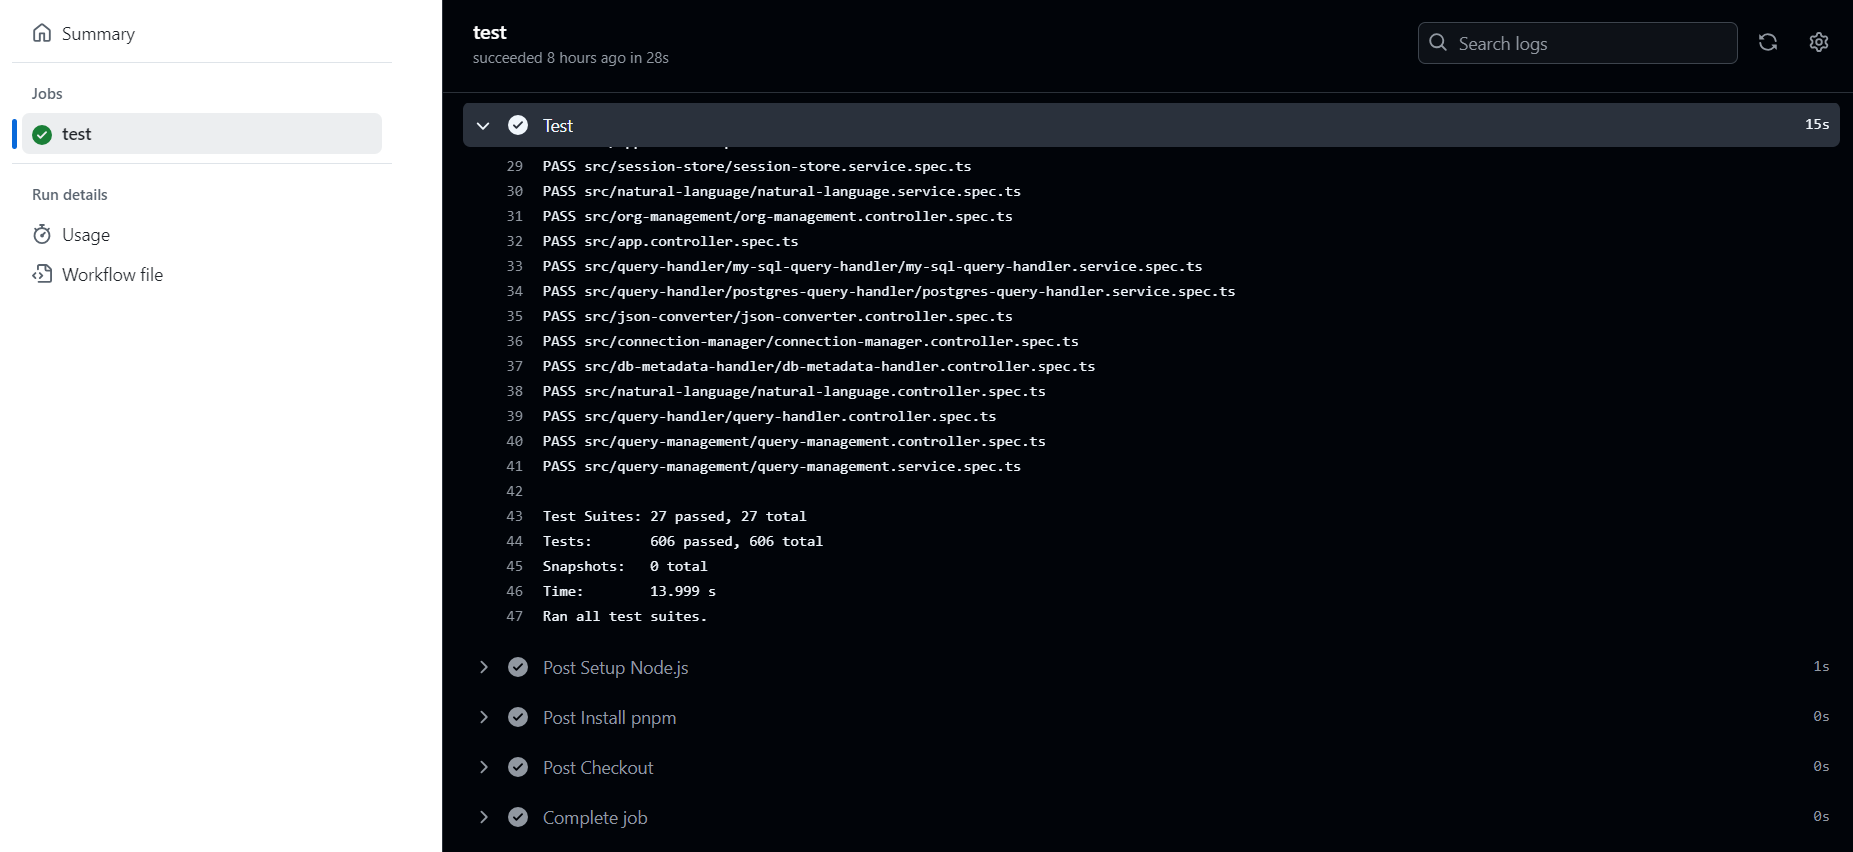 Summary
Jobs
test
Run details
Usage
Workflow file
test
succeeded 8 hours ago in 28s
Search logs
Test 15s
29 PASS src/session-store/session-store.service.spec.ts
30 PASS src/natural-language/natural-language.service.spec.ts
31 PASS src/org-management/org-management.controller.spec.ts
32 PASS src/app.controller.spec.ts
33 PASS src/query-handler/my-sql-query-handler/my-sql-query-handler.service.spec.ts
34 PASS src/query-handler/postgres-query-handler/postgres-query-handler.service.spec.ts
35 PASS src/json-converter/json-converter.controller.spec.ts
36 PASS src/connection-manager/connection-manager.controller.spec.ts
37 PASS src/db-metadata-handler/db-metadata-handler.controller.spec.ts
38 PASS src/natural-language/natural-language.controller.spec.ts
39 PASS src/query-handler/query-handler.controller.spec.ts
40 PASS src/query-management/query-management.controller.spec.ts
41 PASS src/query-management/query-management.service.spec.ts
42
43 Test Suites: 27 passed, 27 total
44 Tests:       606 passed, 606 total
45 Snapshots:   0 total
46 Time:        13.999 s
47 Ran all test suites.
Post Setup Node.js 1s
Post Install pnpm 0s
Post Checkout 0s
Complete job 0s